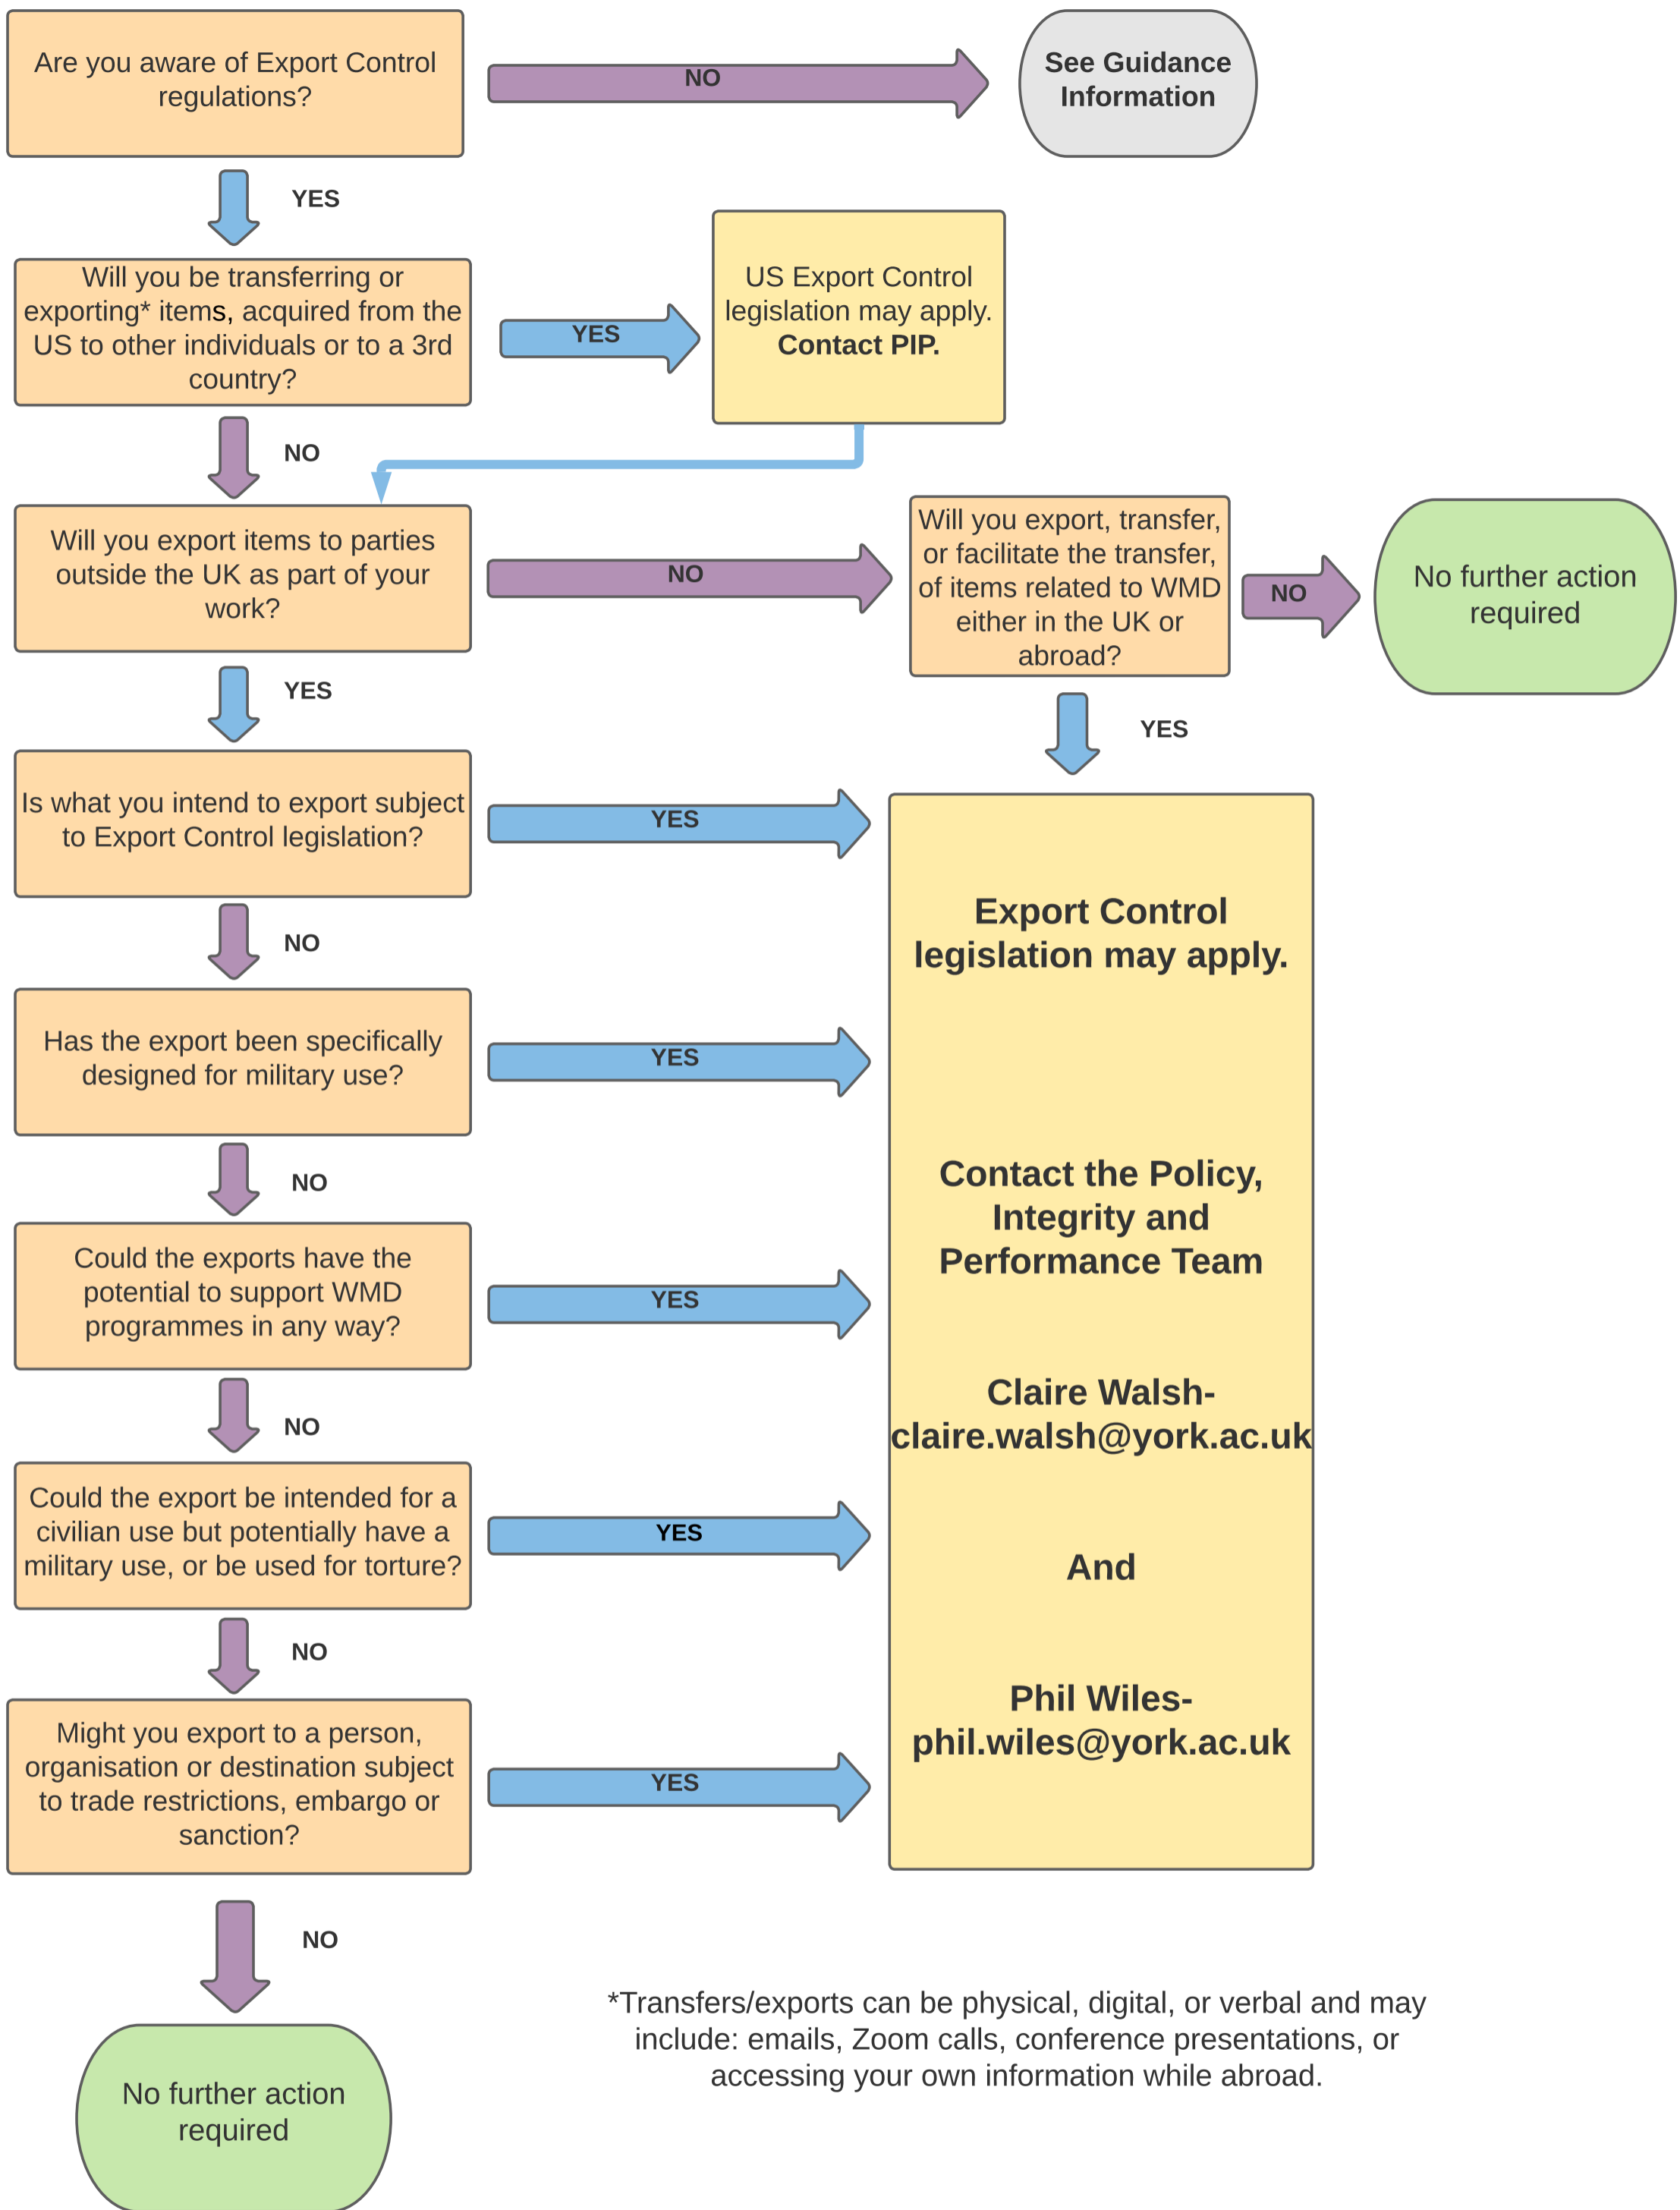 Are you aware of Export Control
regulations?
NO
See Guidance
Information
YES
Will you be transferring or
exporting* items, acquired from the
US to other individuals or to a 3rd
country?
YES
US Export Control
legislation may apply.
Contact PIP.
NO
Will you export items to parties
outside the UK as part of your
work?
NO
Will you export, transfer,
or facilitate the transfer,
of items related to WMD
either in the UK or
abroad?
NO
No further action
required
YES
YES
Is what you intend to export subject
to Export Control legislation?
YES
NO
Has the export been specifically
designed for military use?
YES
NO
Could the exports have the
potential to support WMD
programmes in any way?
YES
NO
Could the export be intended for a
civilian use but potentially have a
military use, or be used for torture?
YES
NO
Might you export to a person,
organisation or destination subject
to trade restrictions, embargo or
sanction?
YES
Export Control
legislation may apply.
Contact the Policy,
Integrity and
Performance Team
Claire Walsh-
claire.walsh@york.ac.uk
And
Phil Wiles-
phil.wiles@york.ac.uk
NO
No further action
required
*Transfers/exports can be physical, digital, or verbal and may
include: emails, Zoom calls, conference presentations, or
accessing your own information while abroad.